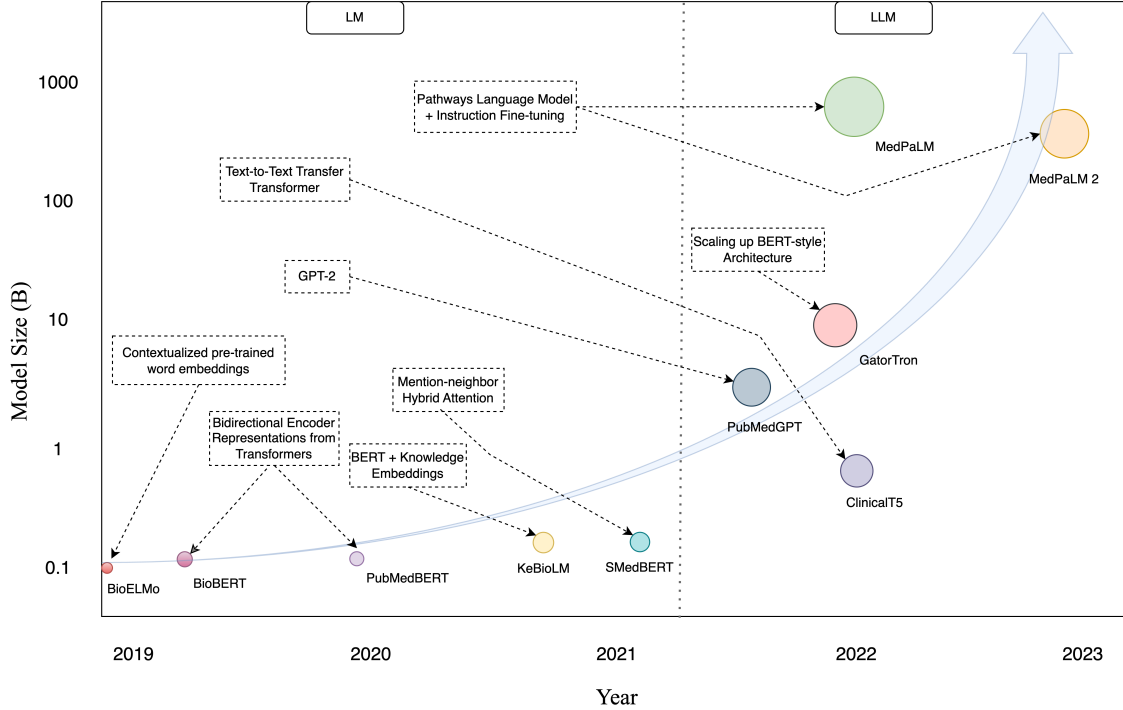 LM
LLM
1000
Pathways Language Model
+ Instruction Fine-tuning
MedPaLM
Text-to-Text Transfer
Transformer
MedPaLM 2
100
Scaling up BERT-style
Architecture
GPT-2
10
Model Size (B)
Contextualized pre-trained
word embeddings
GatorTron
Mention-neighbor
Hybrid Attention
Bidirectional Encoder
Representations from
Transformers
PubMedGPT
1
BERT + Knowledge
Embeddings
ClinicalT5
0.1
BioELMo
BioBERT
PubMedBERT
KeBioLM
SMedBERT
2019
2020
2021
2022
2023
Year